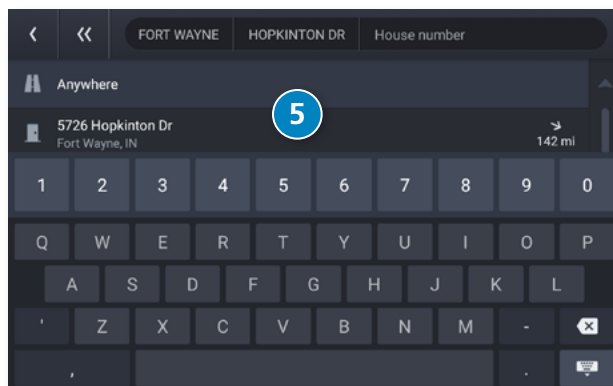 FORT WAYNE HOPKINTON DR House number
Anywhere
5
5726 Hopkinton Dr
Fort Wayne, IN
142 mi
1 2 3 4 5 6 7 8 9 0
Q W E R T Y U I O P
A S D F G H J K L
' Z X C V B N M -
, .